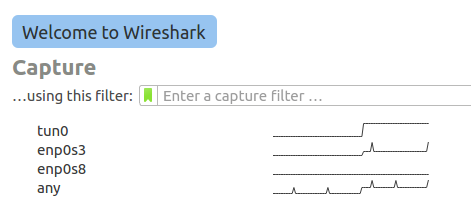 Welcome to Wireshark
Capture
...using this filter: Enter a capture filter ...
tun0
enp0s3
enp0s8
any